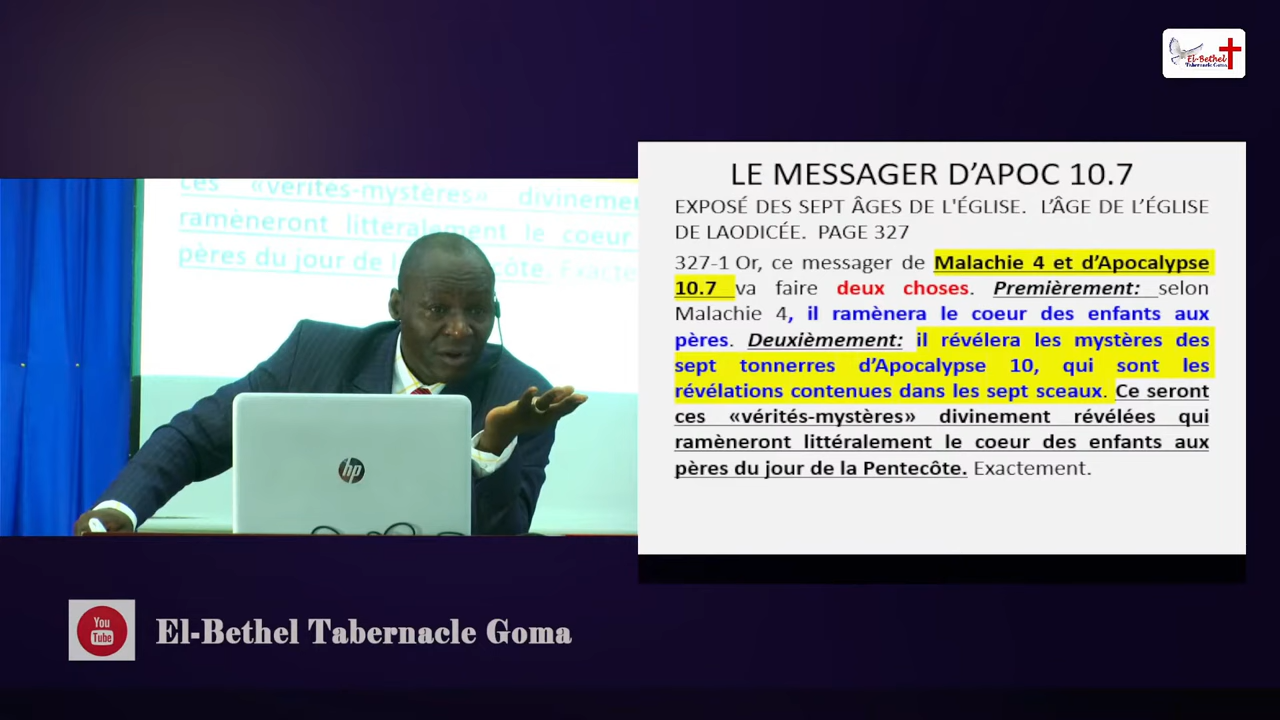 El-Bethel
Tabernacle Goma
LE MESSAGER D’APOC 10.7
EXPOSÉ DES SEPT ÂGES DE L'ÉGLISE. L’ÂGE DE L’ÉGLISE
DE LAODICÉE. PAGE 327
327-1 Or, ce messager de Malachie 4 et d’Apocalypse
10.7 va faire deux choses. Premièrement: selon
Malachie 4, il ramènera le coeur des enfants aux
pères. Deuxièmement: il révélera les mystères des
sept tonnerres d’Apocalypse 10, qui sont les
révélations contenues dans les sept sceaux. Ce seront
ces «vérités-mystères» divinement révélées qui
ramèneront littéralement le coeur des enfants aux
pères du jour de la Pentecôte. Exactement.
ces «vérités-mystères» divinement
ramèneront littéralement le coeur
pères du jour de la Pentecôte. Exacte
hp
You
Tube
El-Bethel Tabernacle Goma